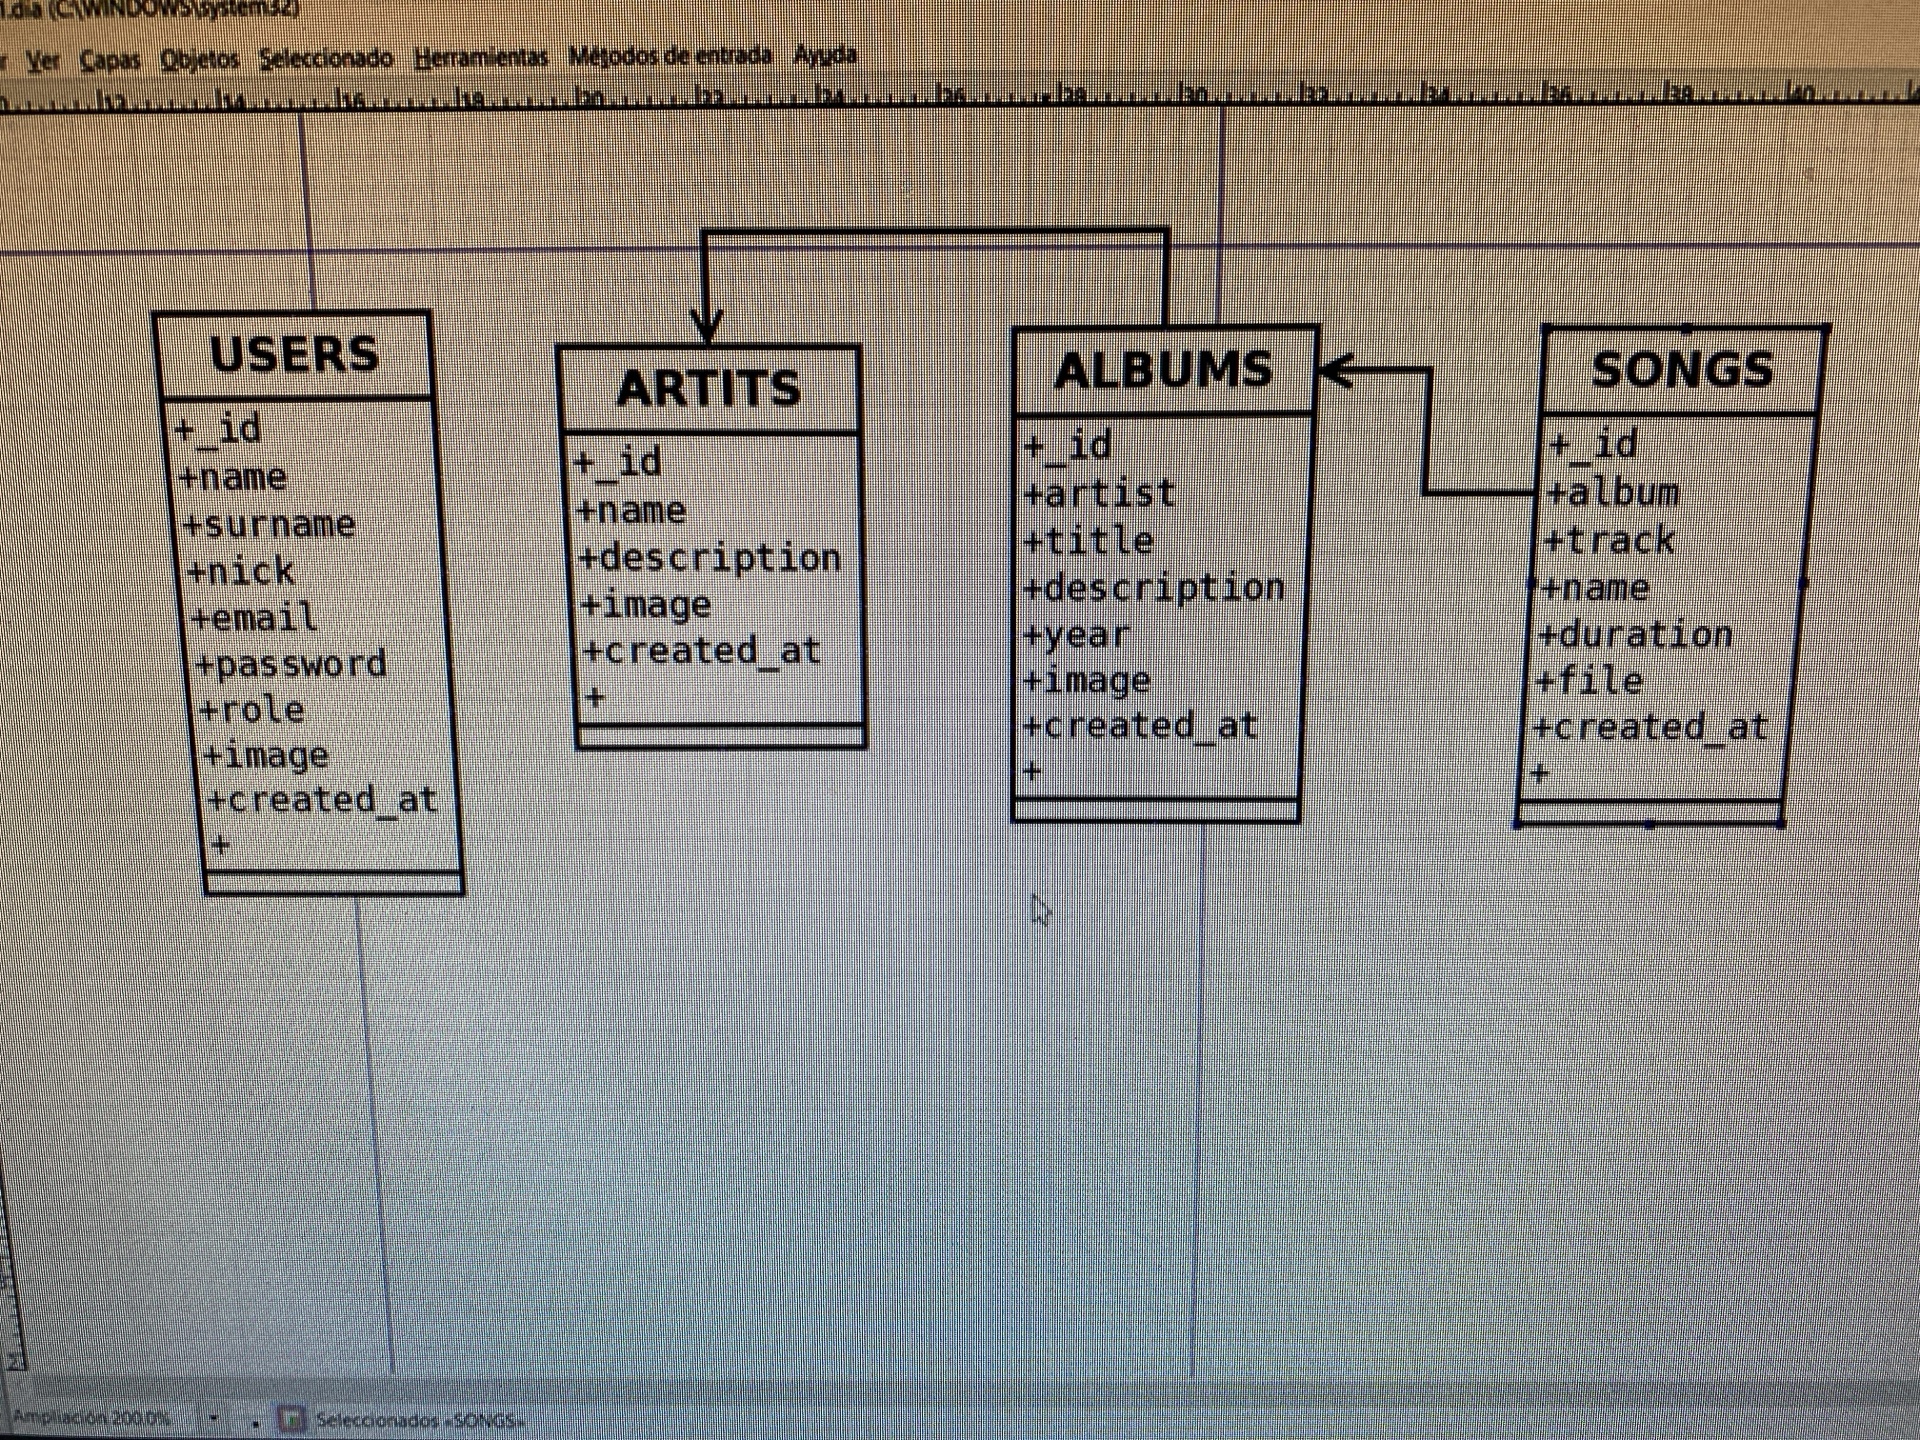 1.dia (C:\WINDOWS\system32)
Ver Capas Objetos Seleccionado Herramientas Métodos de entrada Ayuda
12 14 16 18 20 22 24 26 28 30 32 34 36 38 40
USERS
+_id
+name
+surname
+nick
+email
+password
+role
+image
+created_at
+
ARTITS
+_id
+name
+description
+image
+created_at
+
ALBUMS
+_id
+artist
+title
+description
+year
+image
+created_at
+
SONGS
+_id
+album
+track
+name
+duration
+file
+created_at
+
Ampliación 200.0%
Seleccionados «SONGS»